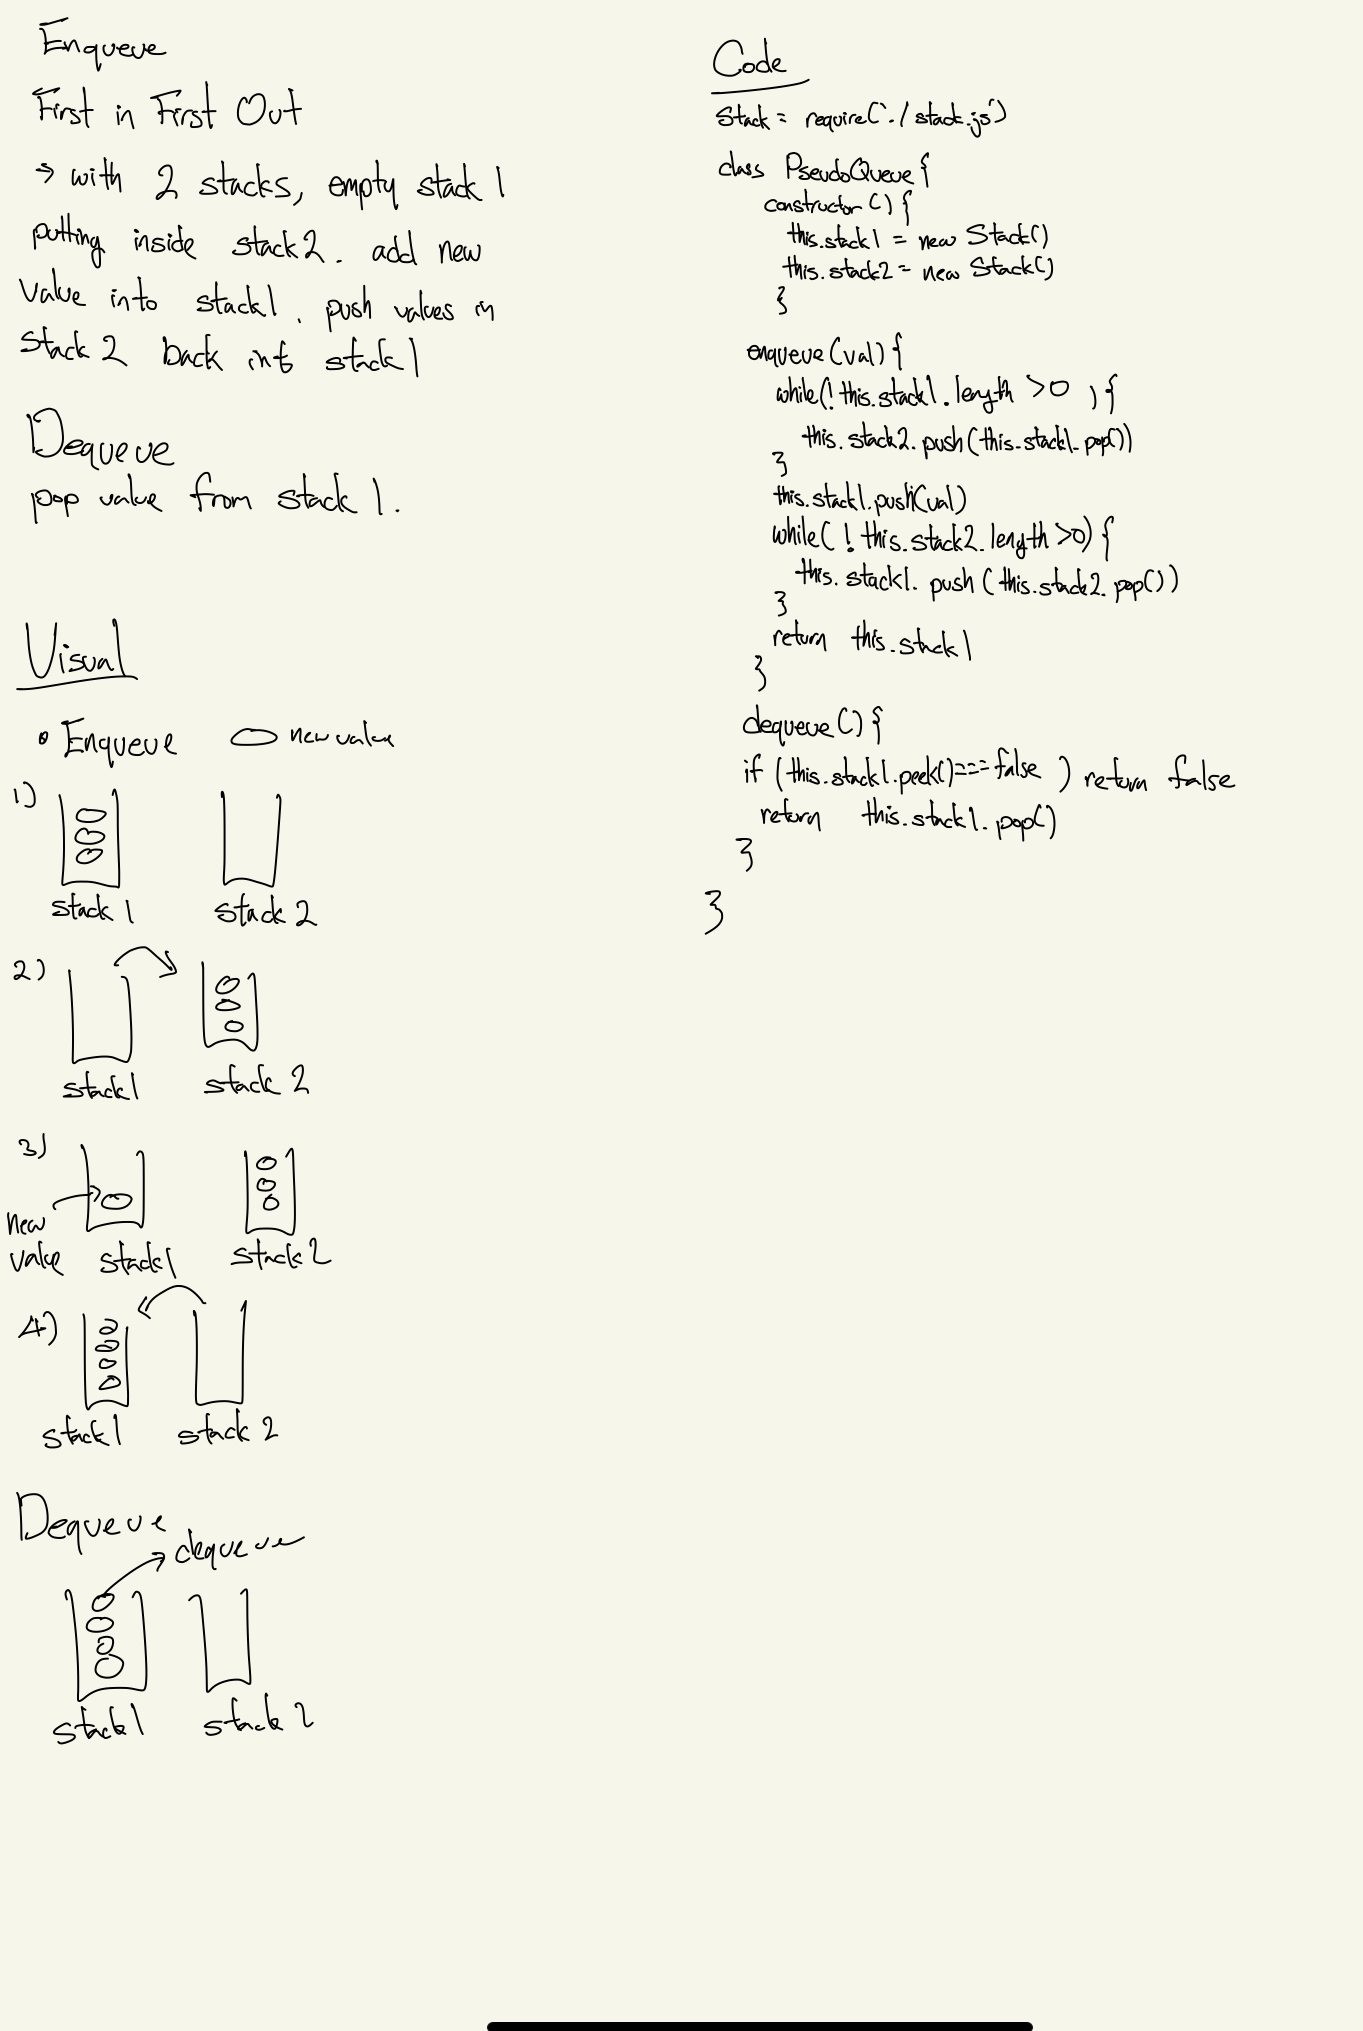 Enqueue
First in First Out
→ with 2 stacks, empty stack 1
putting inside stack2. add new
value into stack1. push values in
stack 2 back into stack1
Dequeue
pop value from stack 1.
Visual
• Enqueue new value
1)
stack 1 stack 2
2)
stack1 stack 2
3)
new
value stack1 stack 2
4)
stack1 stack 2
Dequeue
dequeue
stack1 stack 2
Code
Stack = require('./stack.js')
class PseudoQueue {
constructor() {
this.stack1 = new Stack()
this.stack2 = new Stack()
}
enqueue(val) {
while(!this.stack1.length >0 ) {
this.stack2.push(this.stack1.pop())
}
this.stack1.push(val)
while(!this.stack2.length >0) {
this.stack1.push(this.stack2.pop())
}
return this.stack1
}
dequeue() {
if (this.stack1.peek()===false ) return false
return this.stack1.pop()
}
}